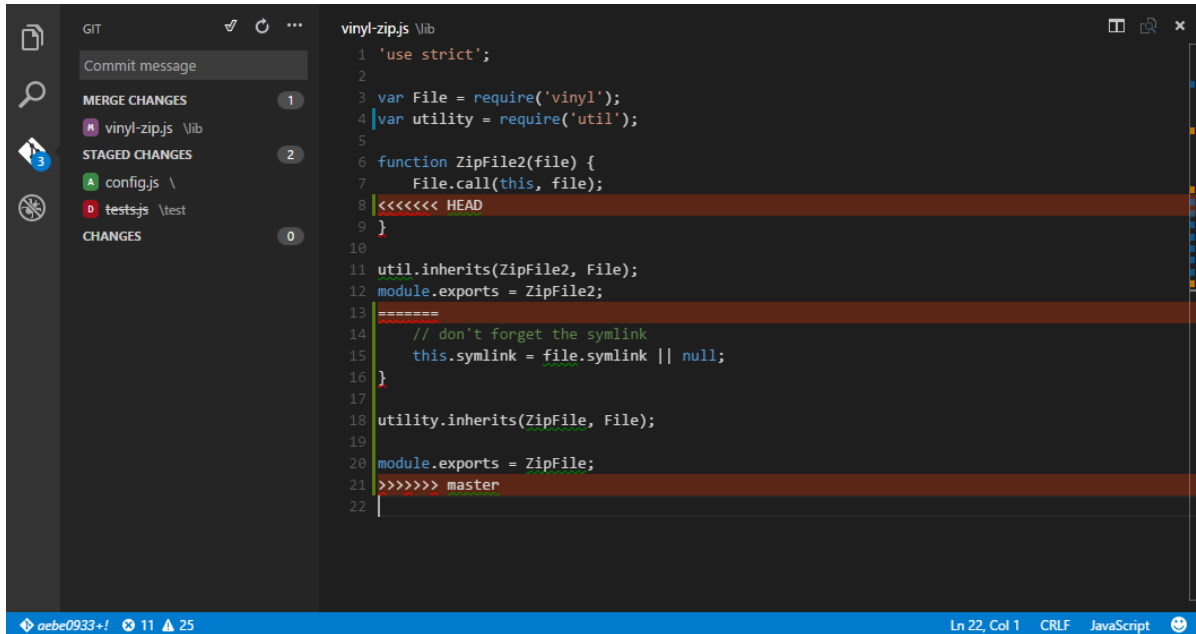 GIT
Commit message
MERGE CHANGES 1
M vinyl-zip.js \lib
STAGED CHANGES 2
A config.js \
D tests.js \test
CHANGES 0
3
vinyl-zip.js \lib
1 'use strict';
2
3 var File = require('vinyl');
4 var utility = require('util');
5
6 function ZipFile2(file) {
7     File.call(this, file);
8 <<<<<<< HEAD
9 }
10
11 util.inherits(ZipFile2, File);
12 module.exports = ZipFile2;
13 =======
14     // don't forget the symlink
15     this.symlink = file.symlink || null;
16 }
17
18 utility.inherits(ZipFile, File);
19
20 module.exports = ZipFile;
21 >>>>>>> master
22
aebe0933+! 11 25 Ln 22, Col 1 CRLF JavaScript